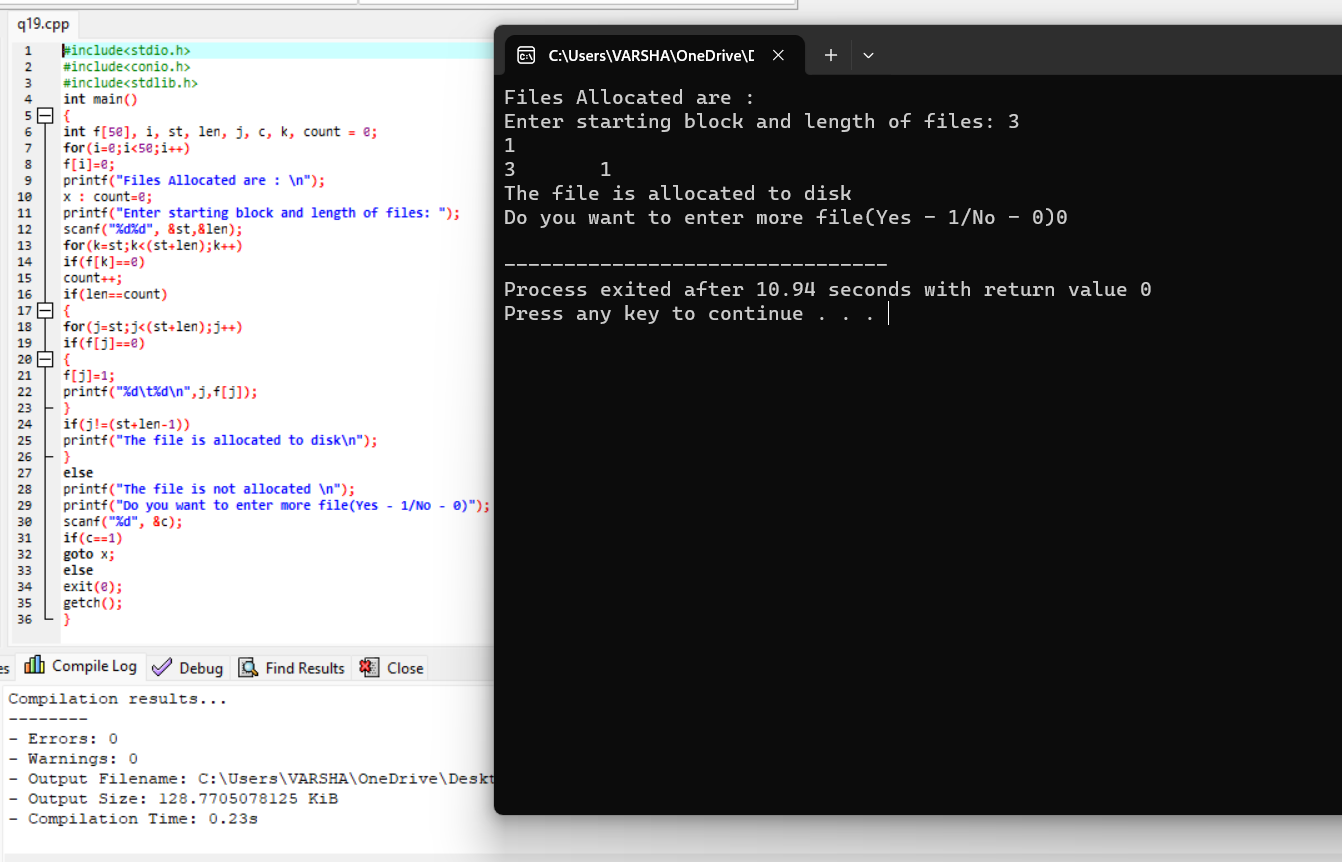 q19.cpp
1 #include<stdio.h>
2 #include<conio.h>
3 #include<stdlib.h>
4 int main()
5 {
6 int f[50], i, st, len, j, c, k, count = 0;
7 for(i=0;i<50;i++)
8 f[i]=0;
9 printf("Files Allocated are : \n");
10 x : count=0;
11 printf("Enter starting block and length of files: ");
12 scanf("%d%d", &st,&len);
13 for(k=st;k<(st+len);k++)
14 if(f[k]==0)
15 count++;
16 if(len==count)
17 {
18 for(j=st;j<(st+len);j++)
19 if(f[j]==0)
20 {
21 f[j]=1;
22 printf("%d\t%d\n",j,f[j]);
23 }
24 if(j!=(st+len-1))
25 printf("The file is allocated to disk\n");
26 }
27 else
28 printf("The file is not allocated \n");
29 printf("Do you want to enter more file(Yes - 1/No - 0)");
30 scanf("%d", &c);
31 if(c==1)
32 goto x;
33 else
34 exit(0);
35 getch();
36 }
es Compile Log Debug Find Results Close
Compilation results...
--------
- Errors: 0
- Warnings: 0
- Output Filename: C:\Users\VARSHA\OneDrive\Deskt
- Output Size: 128.7705078125 KiB
- Compilation Time: 0.23s
C:\Users\VARSHA\OneDrive\D
Files Allocated are :
Enter starting block and length of files: 3
1
3 1
The file is allocated to disk
Do you want to enter more file(Yes - 1/No - 0)0
--------------------------------
Process exited after 10.94 seconds with return value 0
Press any key to continue . . .